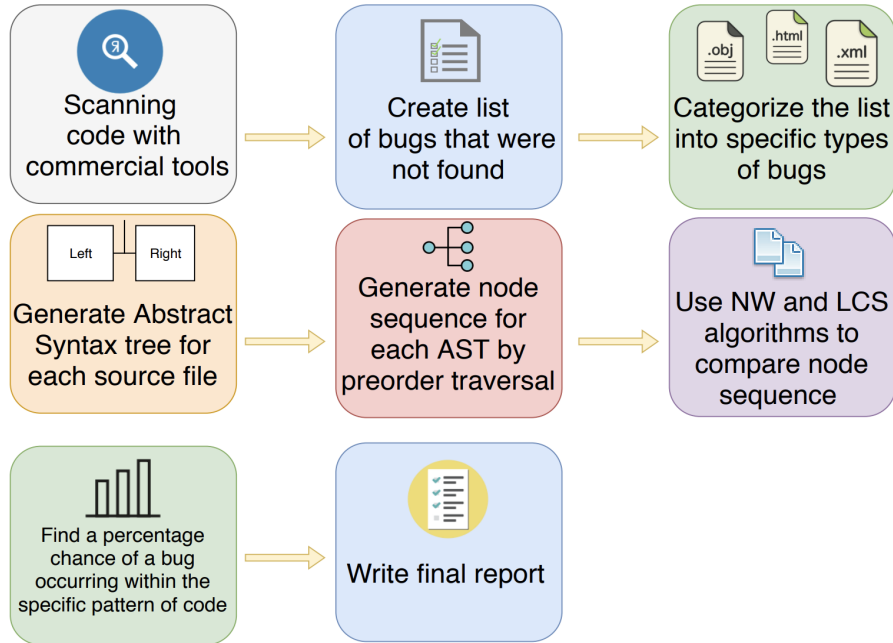 Scanning
code with
commercial tools
Create list
of bugs that were
not found
.obj
.html
.xml
Categorize the list
into specific types
of bugs
Left
Right
Generate Abstract
Syntax tree for
each source file
Generate node
sequence for
each AST by
preorder traversal
Use NW and LCS
algorithms to
compare node
sequence
Find a percentage
chance of a bug
occurring within the
specific pattern of code
Write final report